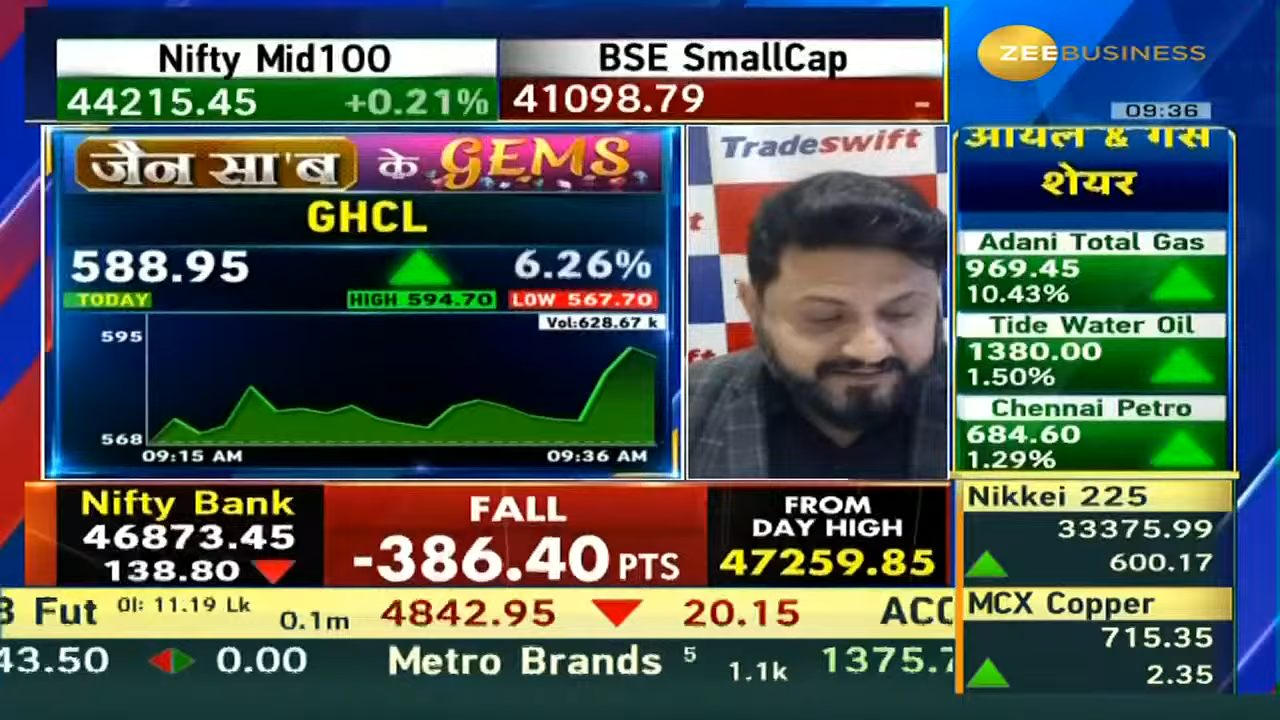 Nifty Mid100
44215.45 +0.21%
BSE SmallCap
41098.79 -
ZEEBUSINESS
09:36
जैन सा'ब के GEMS
GHCL
588.95 6.26%
TODAY HIGH 594.70 LOW 567.70
Vol:628.67 k
595
568
09:15 AM 09:36 AM
Tradeswift
आयल & गैस
शेयर
Adani Total Gas
969.45
10.43%
Tide Water Oil
1380.00
1.50%
Chennai Petro
684.60
1.29%
Nifty Bank
46873.45
138.80
FALL
-386.40 PTS
FROM
DAY HIGH
47259.85
Nikkei 225
33375.99
600.17
MCX Copper
715.35
2.35
Fut OI: 11.19 Lk 0.1m 4842.95 20.15 ACC
43.50 0.00 Metro Brands 5 1.1k 1375.7